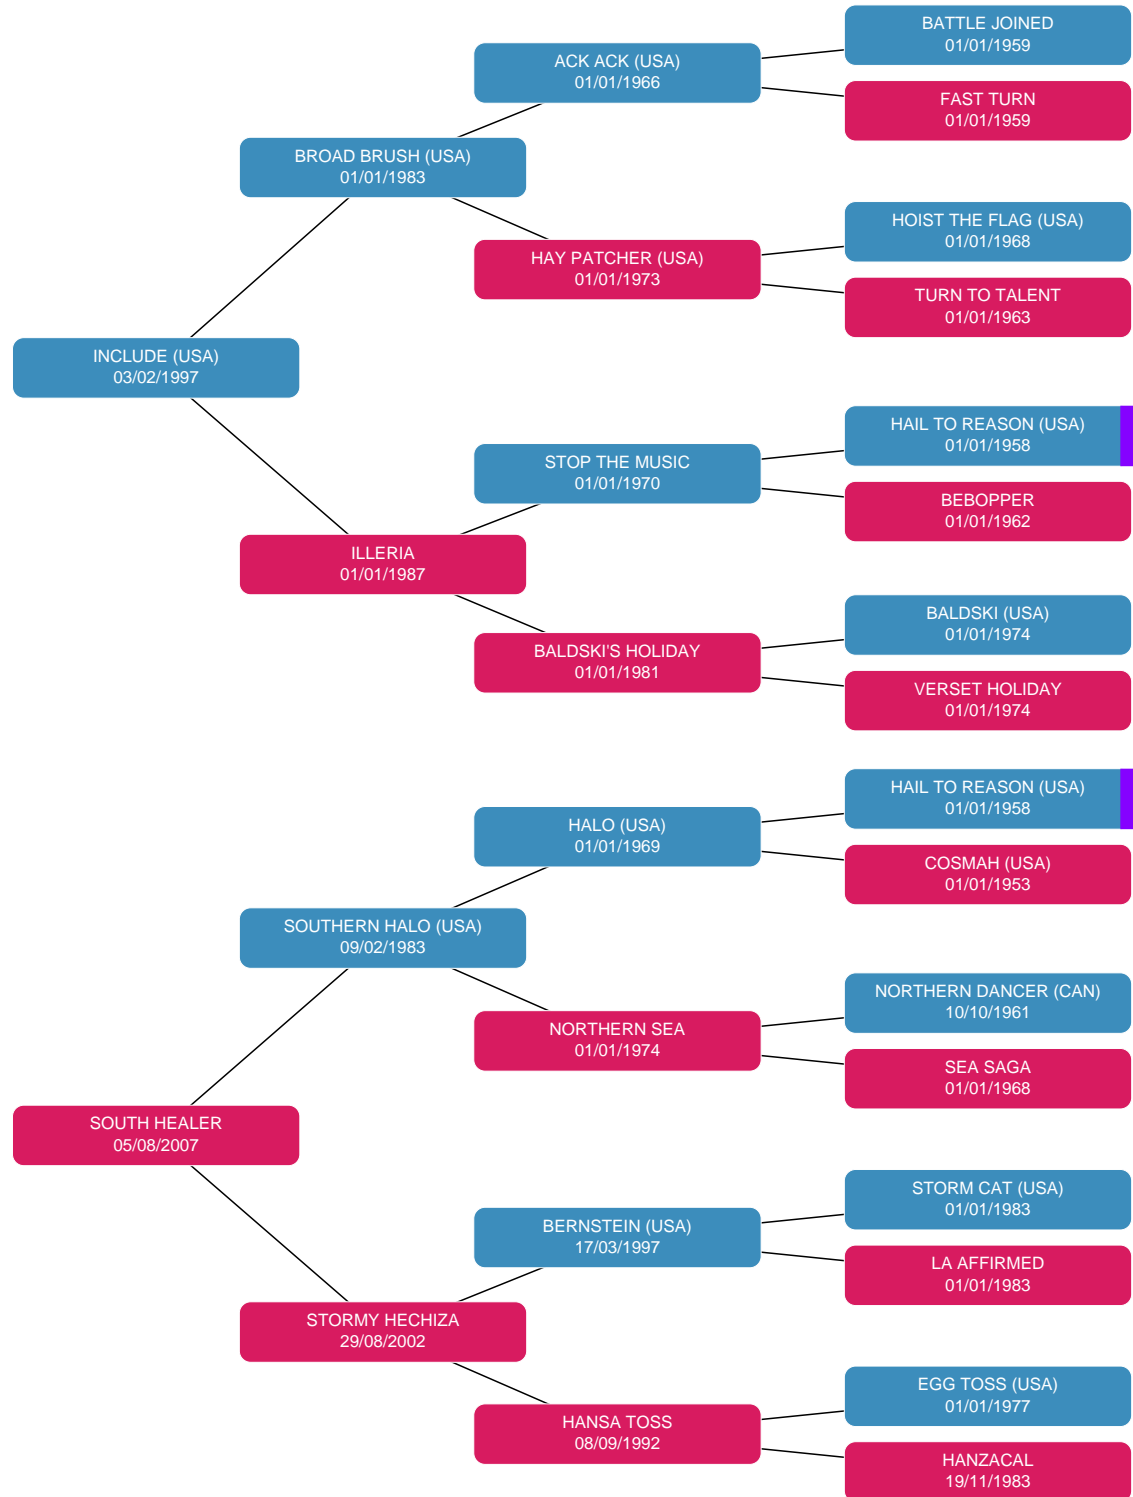 BATTLE JOINED
01/01/1959
ACK ACK (USA)
01/01/1966
FAST TURN
01/01/1959
BROAD BRUSH (USA)
01/01/1983
HOIST THE FLAG (USA)
01/01/1968
HAY PATCHER (USA)
01/01/1973
TURN TO TALENT
01/01/1963
INCLUDE (USA)
03/02/1997
HAIL TO REASON (USA)
01/01/1958
STOP THE MUSIC
01/01/1970
BEBOPPER
01/01/1962
ILLERIA
01/01/1987
BALDSKI (USA)
01/01/1974
BALDSKI'S HOLIDAY
01/01/1981
VERSET HOLIDAY
01/01/1974
HAIL TO REASON (USA)
01/01/1958
HALO (USA)
01/01/1969
COSMAH (USA)
01/01/1953
SOUTHERN HALO (USA)
09/02/1983
NORTHERN DANCER (CAN)
10/10/1961
NORTHERN SEA
01/01/1974
SEA SAGA
01/01/1968
SOUTH HEALER
05/08/2007
STORM CAT (USA)
01/01/1983
BERNSTEIN (USA)
17/03/1997
LA AFFIRMED
01/01/1983
STORMY HECHIZA
29/08/2002
EGG TOSS (USA)
01/01/1977
HANSA TOSS
08/09/1992
HANZACAL
19/11/1983